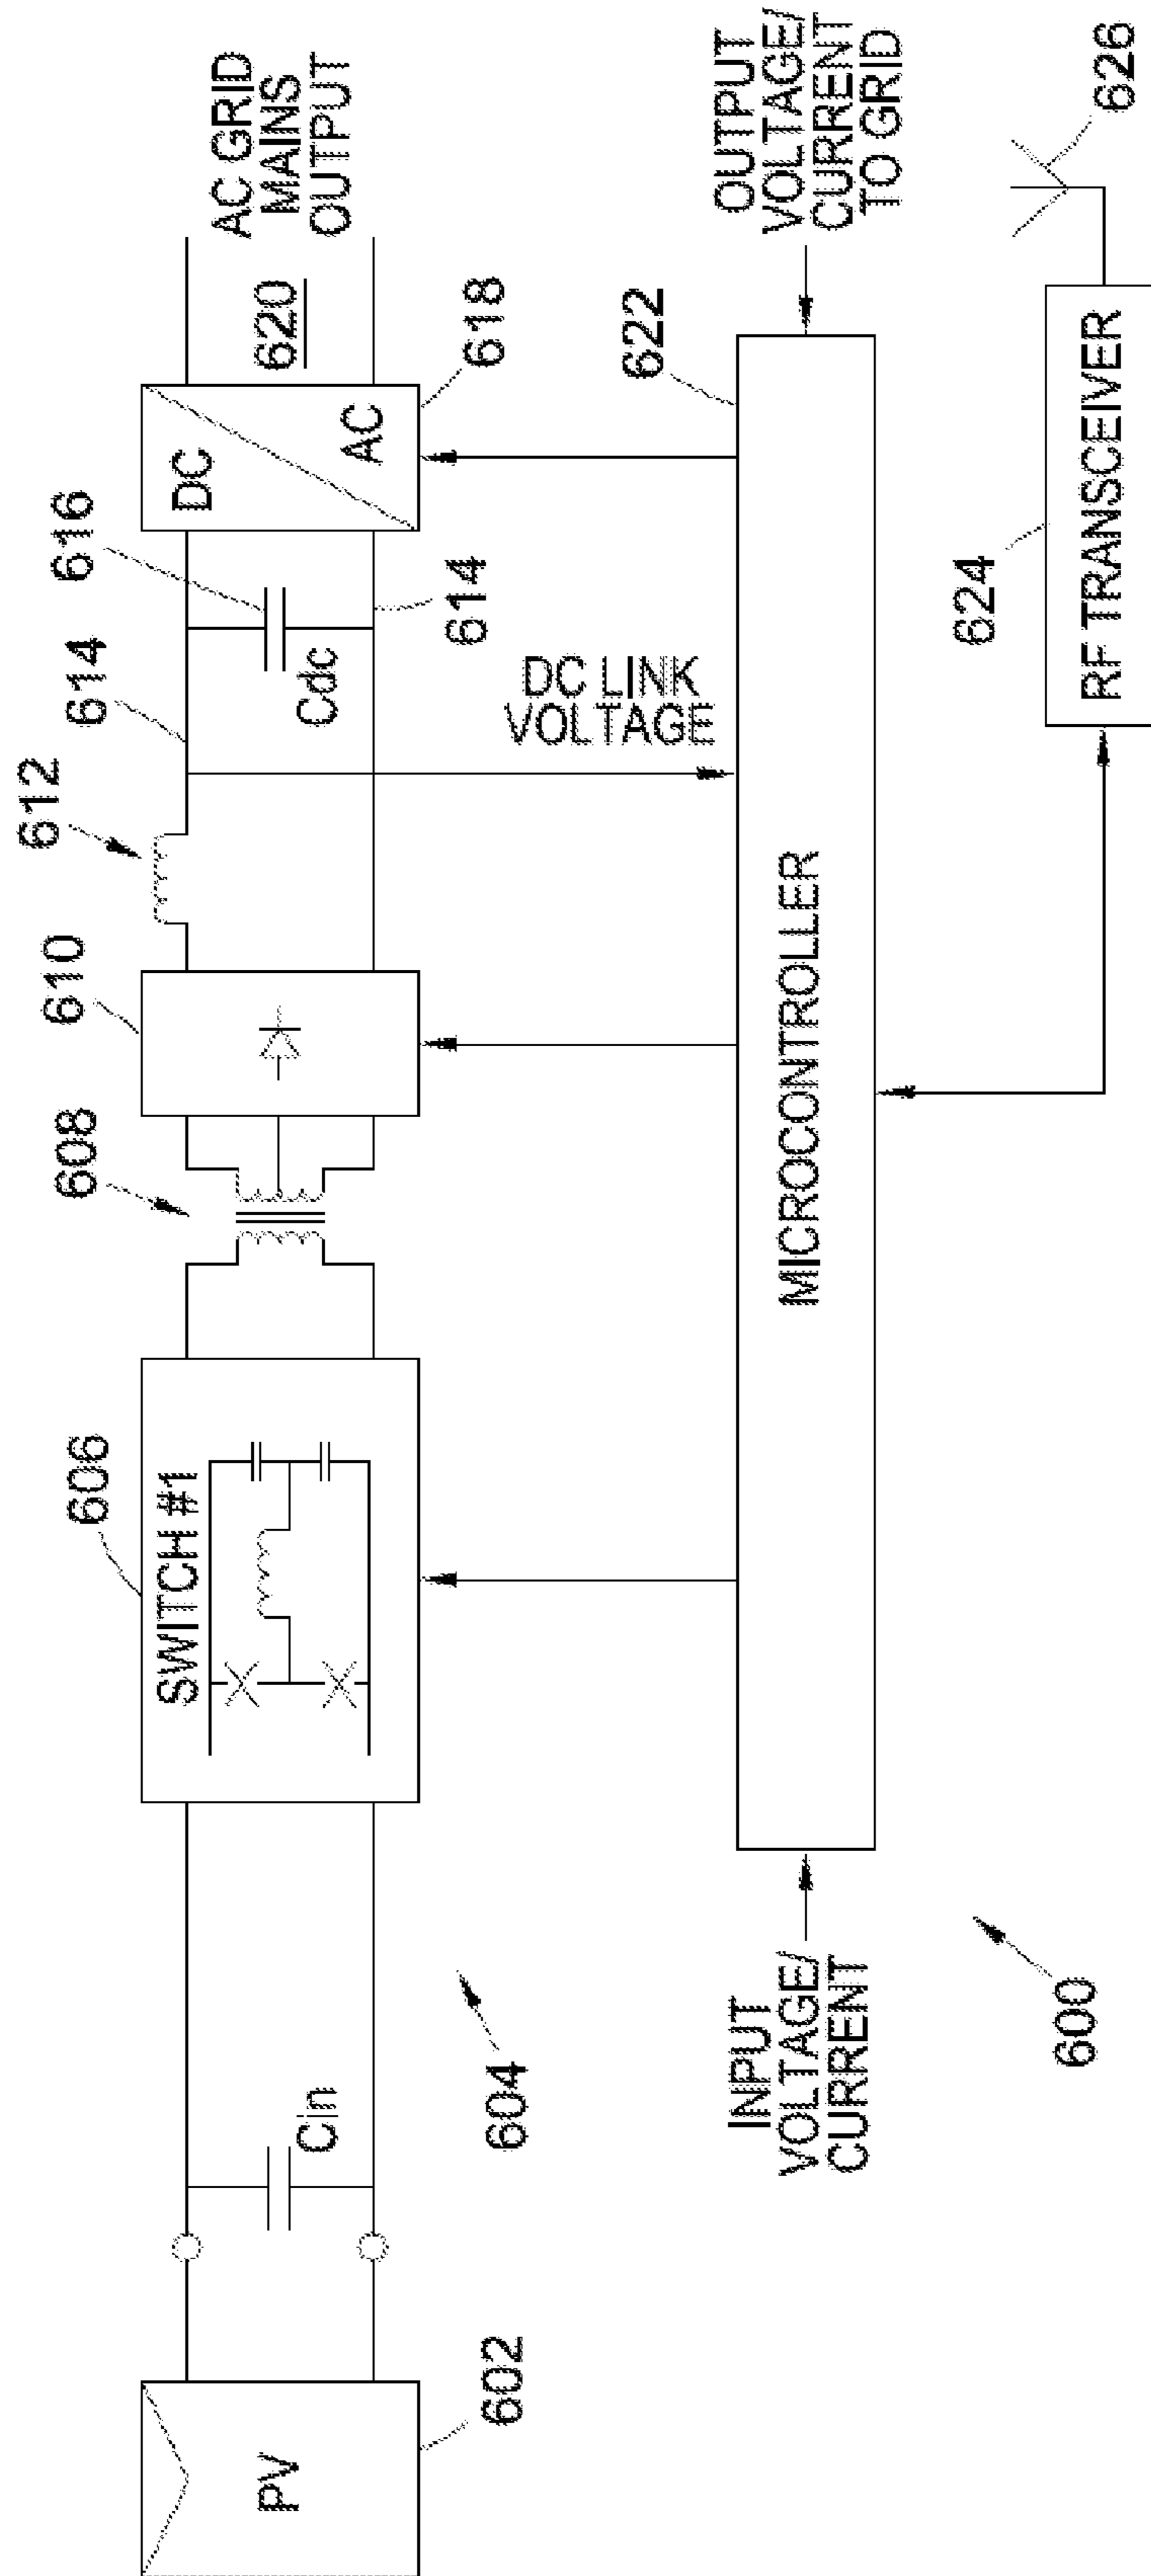 PV
602
Cin
604
606
SWITCH #1
608
610
612
614
616
Cdc
614
DC
AC
618
620
AC GRID
MAINS
OUTPUT
DC LINK
VOLTAGE
INPUT
VOLTAGE/
CURRENT
MICROCONTROLLER
622
OUTPUT
VOLTAGE/
CURRENT
TO GRID
600
624
RF TRANSCEIVER
626